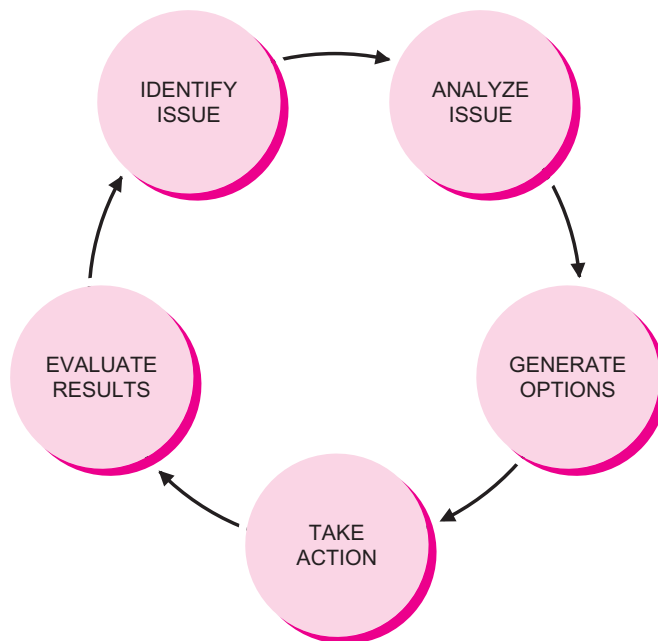 IDENTIFY
ISSUE
ANALYZE
ISSUE
GENERATE
OPTIONS
TAKE
ACTION
EVALUATE
RESULTS